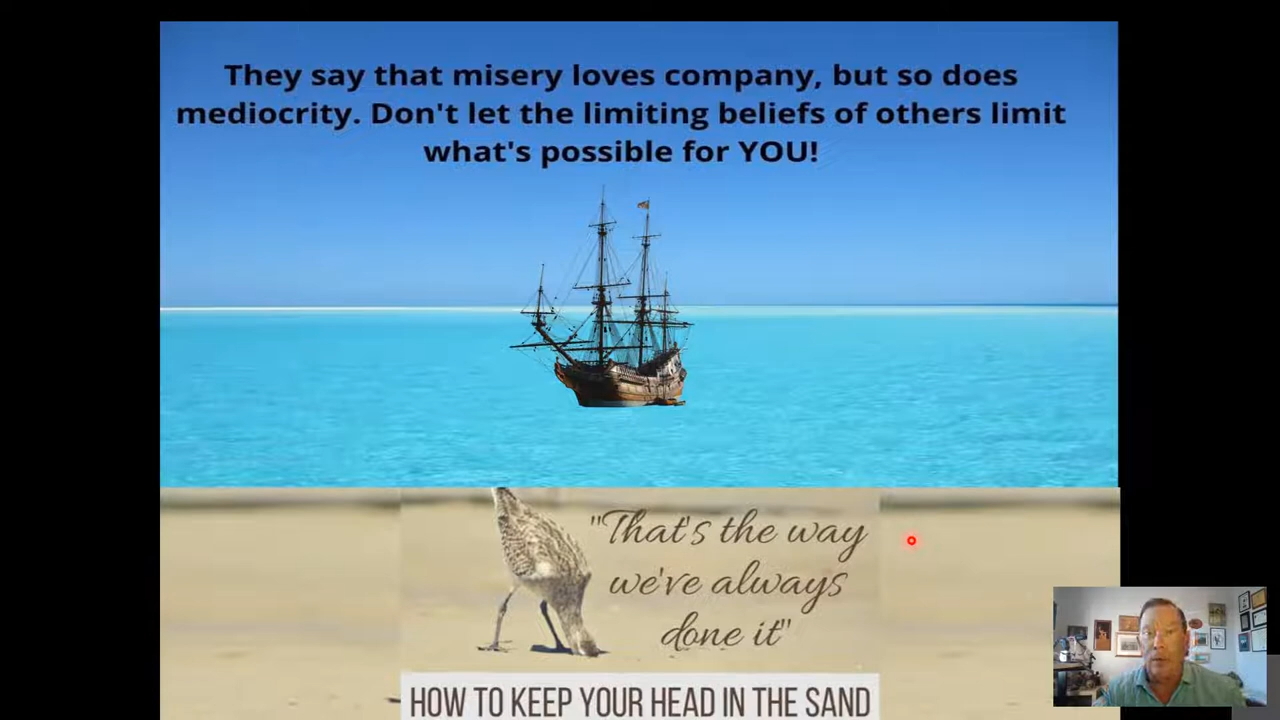 They say that misery loves company, but so does
mediocrity. Don't let the limiting beliefs of others limit
what's possible for YOU!
"That's the way
we've always
done it"
HOW TO KEEP YOUR HEAD IN THE SAND